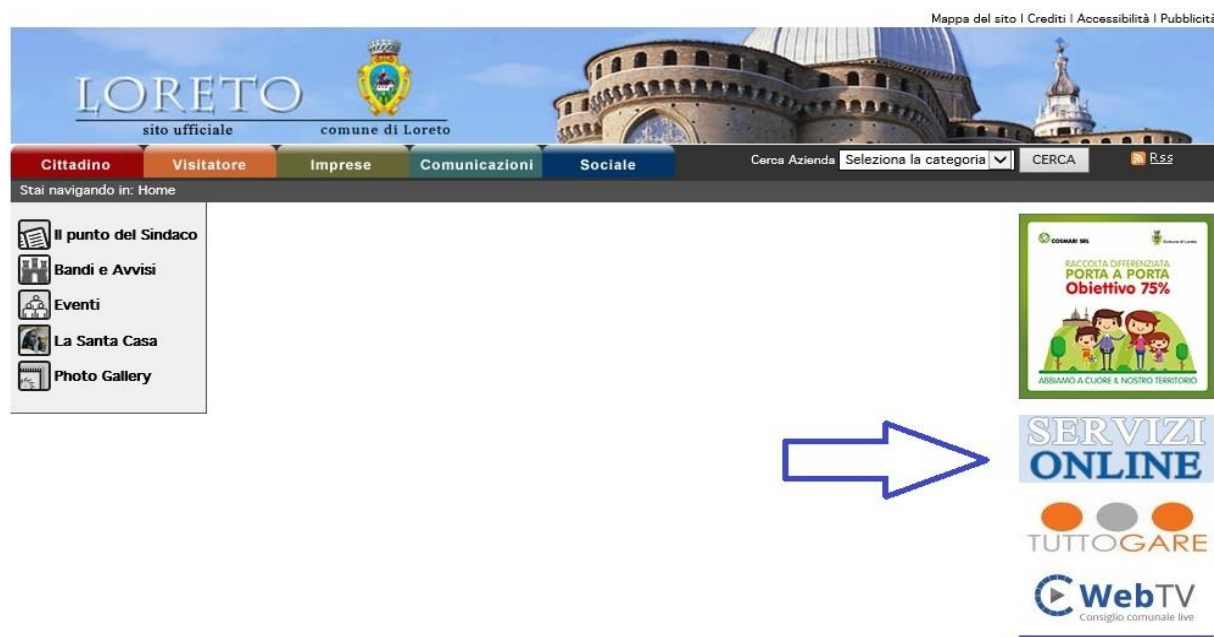 Mappa del sito I Crediti I Accessibilità I Pubblicità
LORETO
sito ufficiale
comune di Loreto
Cittadino Visitatore Imprese Comunicazioni Sociale Cerca Azienda Seleziona la categoria CERCA Rss
Stai navigando in: Home
Il punto del Sindaco
Bandi e Avvisi
Eventi
La Santa Casa
Photo Gallery
COSMARI SRL
Comune di Loreto
RACCOLTA DIFFERENZIATA
PORTA A PORTA
Obiettivo 75%
ABBIAMO A CUORE IL NOSTRO TERRITORIO
SERVIZI
ONLINE
TUTTOGARE
WebTV
Consiglio comunale live